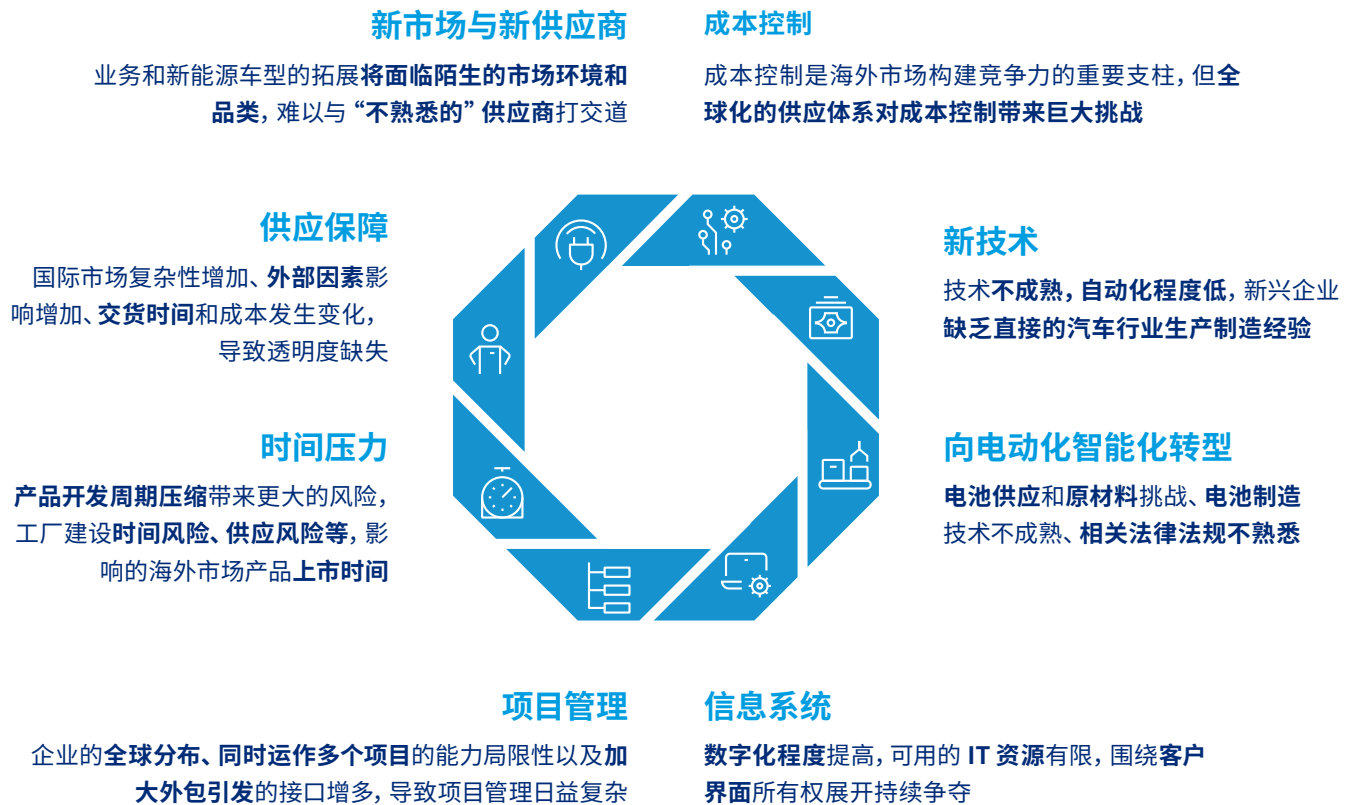 新市场与新供应商
业务和新能源车型的拓展将面临陌生的市场环境和
品类，难以与“不熟悉的”供应商打交道
成本控制
成本控制是海外市场构建竞争力的重要支柱，但全
球化的供应体系对成本控制带来巨大挑战
供应保障
国际市场复杂性增加、外部因素影
响增加、交货时间和成本发生变化，
导致透明度缺失
新技术
技术不成熟，自动化程度低，新兴企业
缺乏直接的汽车行业生产制造经验
时间压力
产品开发周期压缩带来更大的风险，
工厂建设时间风险、供应风险等，影
响的海外市场产品上市时间
向电动化智能化转型
电池供应和原材料挑战、电池制造
技术不成熟、相关法律法规不熟悉
项目管理
企业的全球分布、同时运作多个项目的能力局限性以及加
大外包引发的接口增多，导致项目管理日益复杂
信息系统
数字化程度提高，可用的 IT 资源有限，围绕客户
界面所有权展开持续争夺